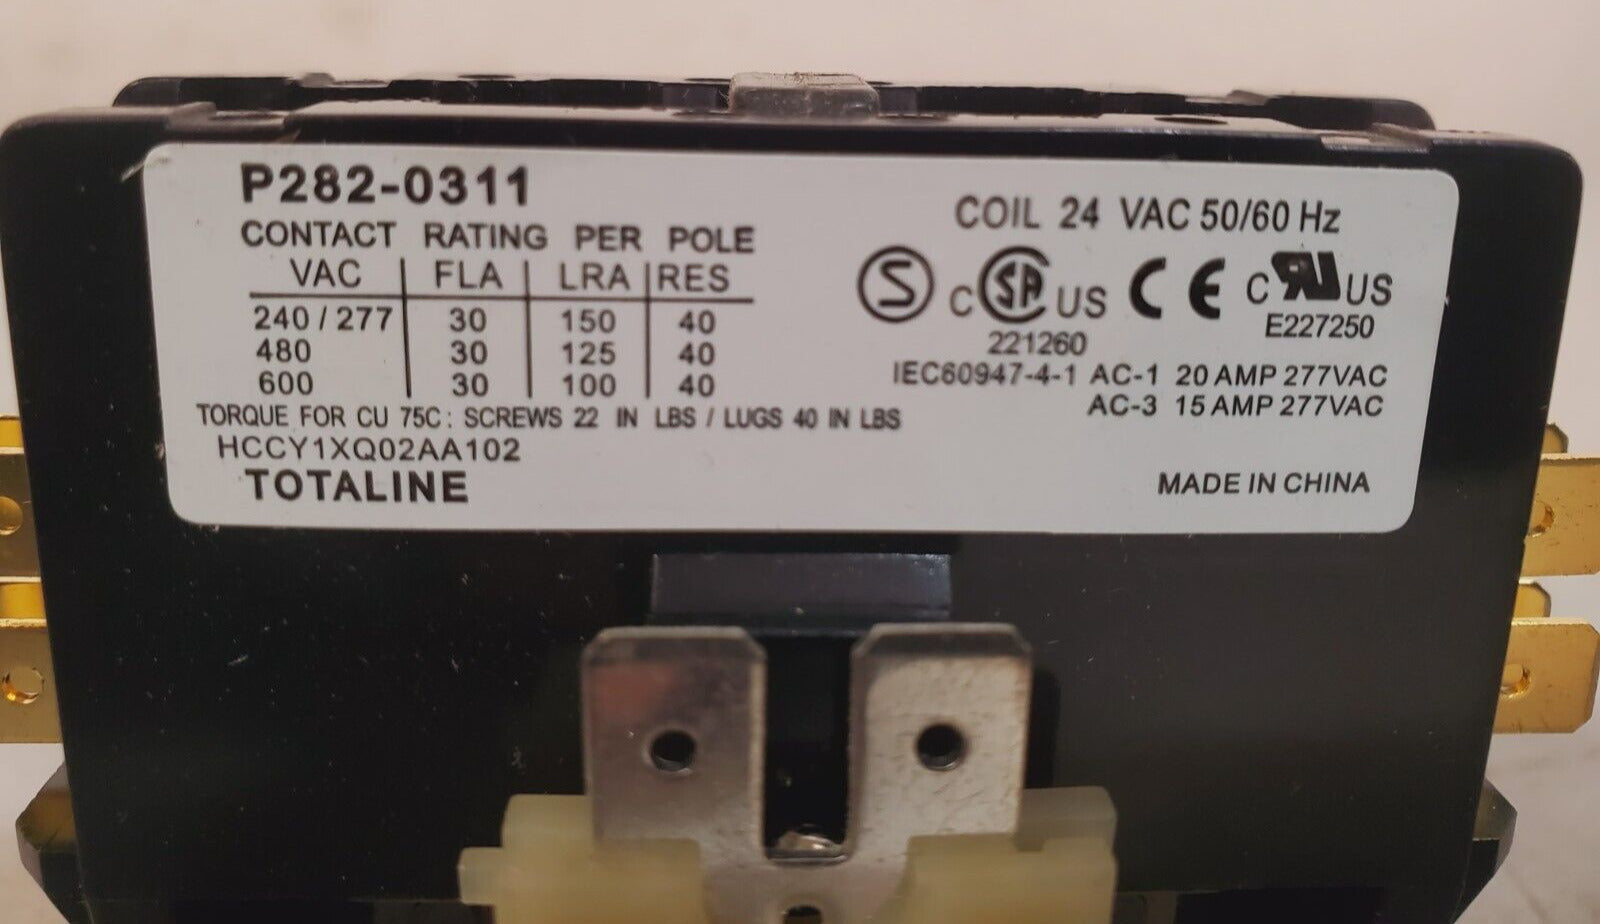 P282-0311
CONTACT RATING PER POLE
VAC FLA LRA RES
240 / 277 30 150 40
480 30 125 40
600 30 100 40
TORQUE FOR CU 75C: SCREWS 22 IN LBS / LUGS 40 IN LBS
HCCY1XQ02AA102
TOTALINE
COIL 24 VAC 50/60 Hz
S C SA US CE C RU US
221260
E227250
IEC60947-4-1 AC-1 20 AMP 277VAC
AC-3 15 AMP 277VAC
MADE IN CHINA